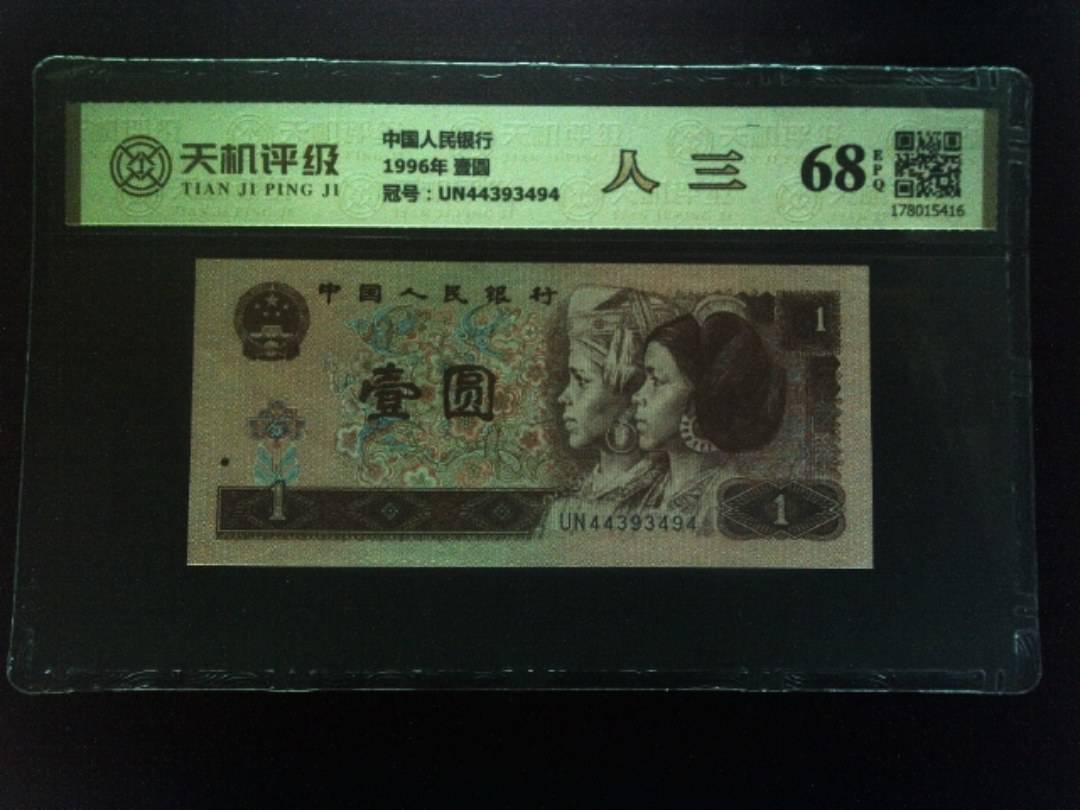 天机评级
TIAN JI PING JI
中国人民银行
1996年 壹圆
冠号：UN44393494
人 三
68 EPQ
178015416
中国人民银行
1
壹圆
1
UN44393494
1